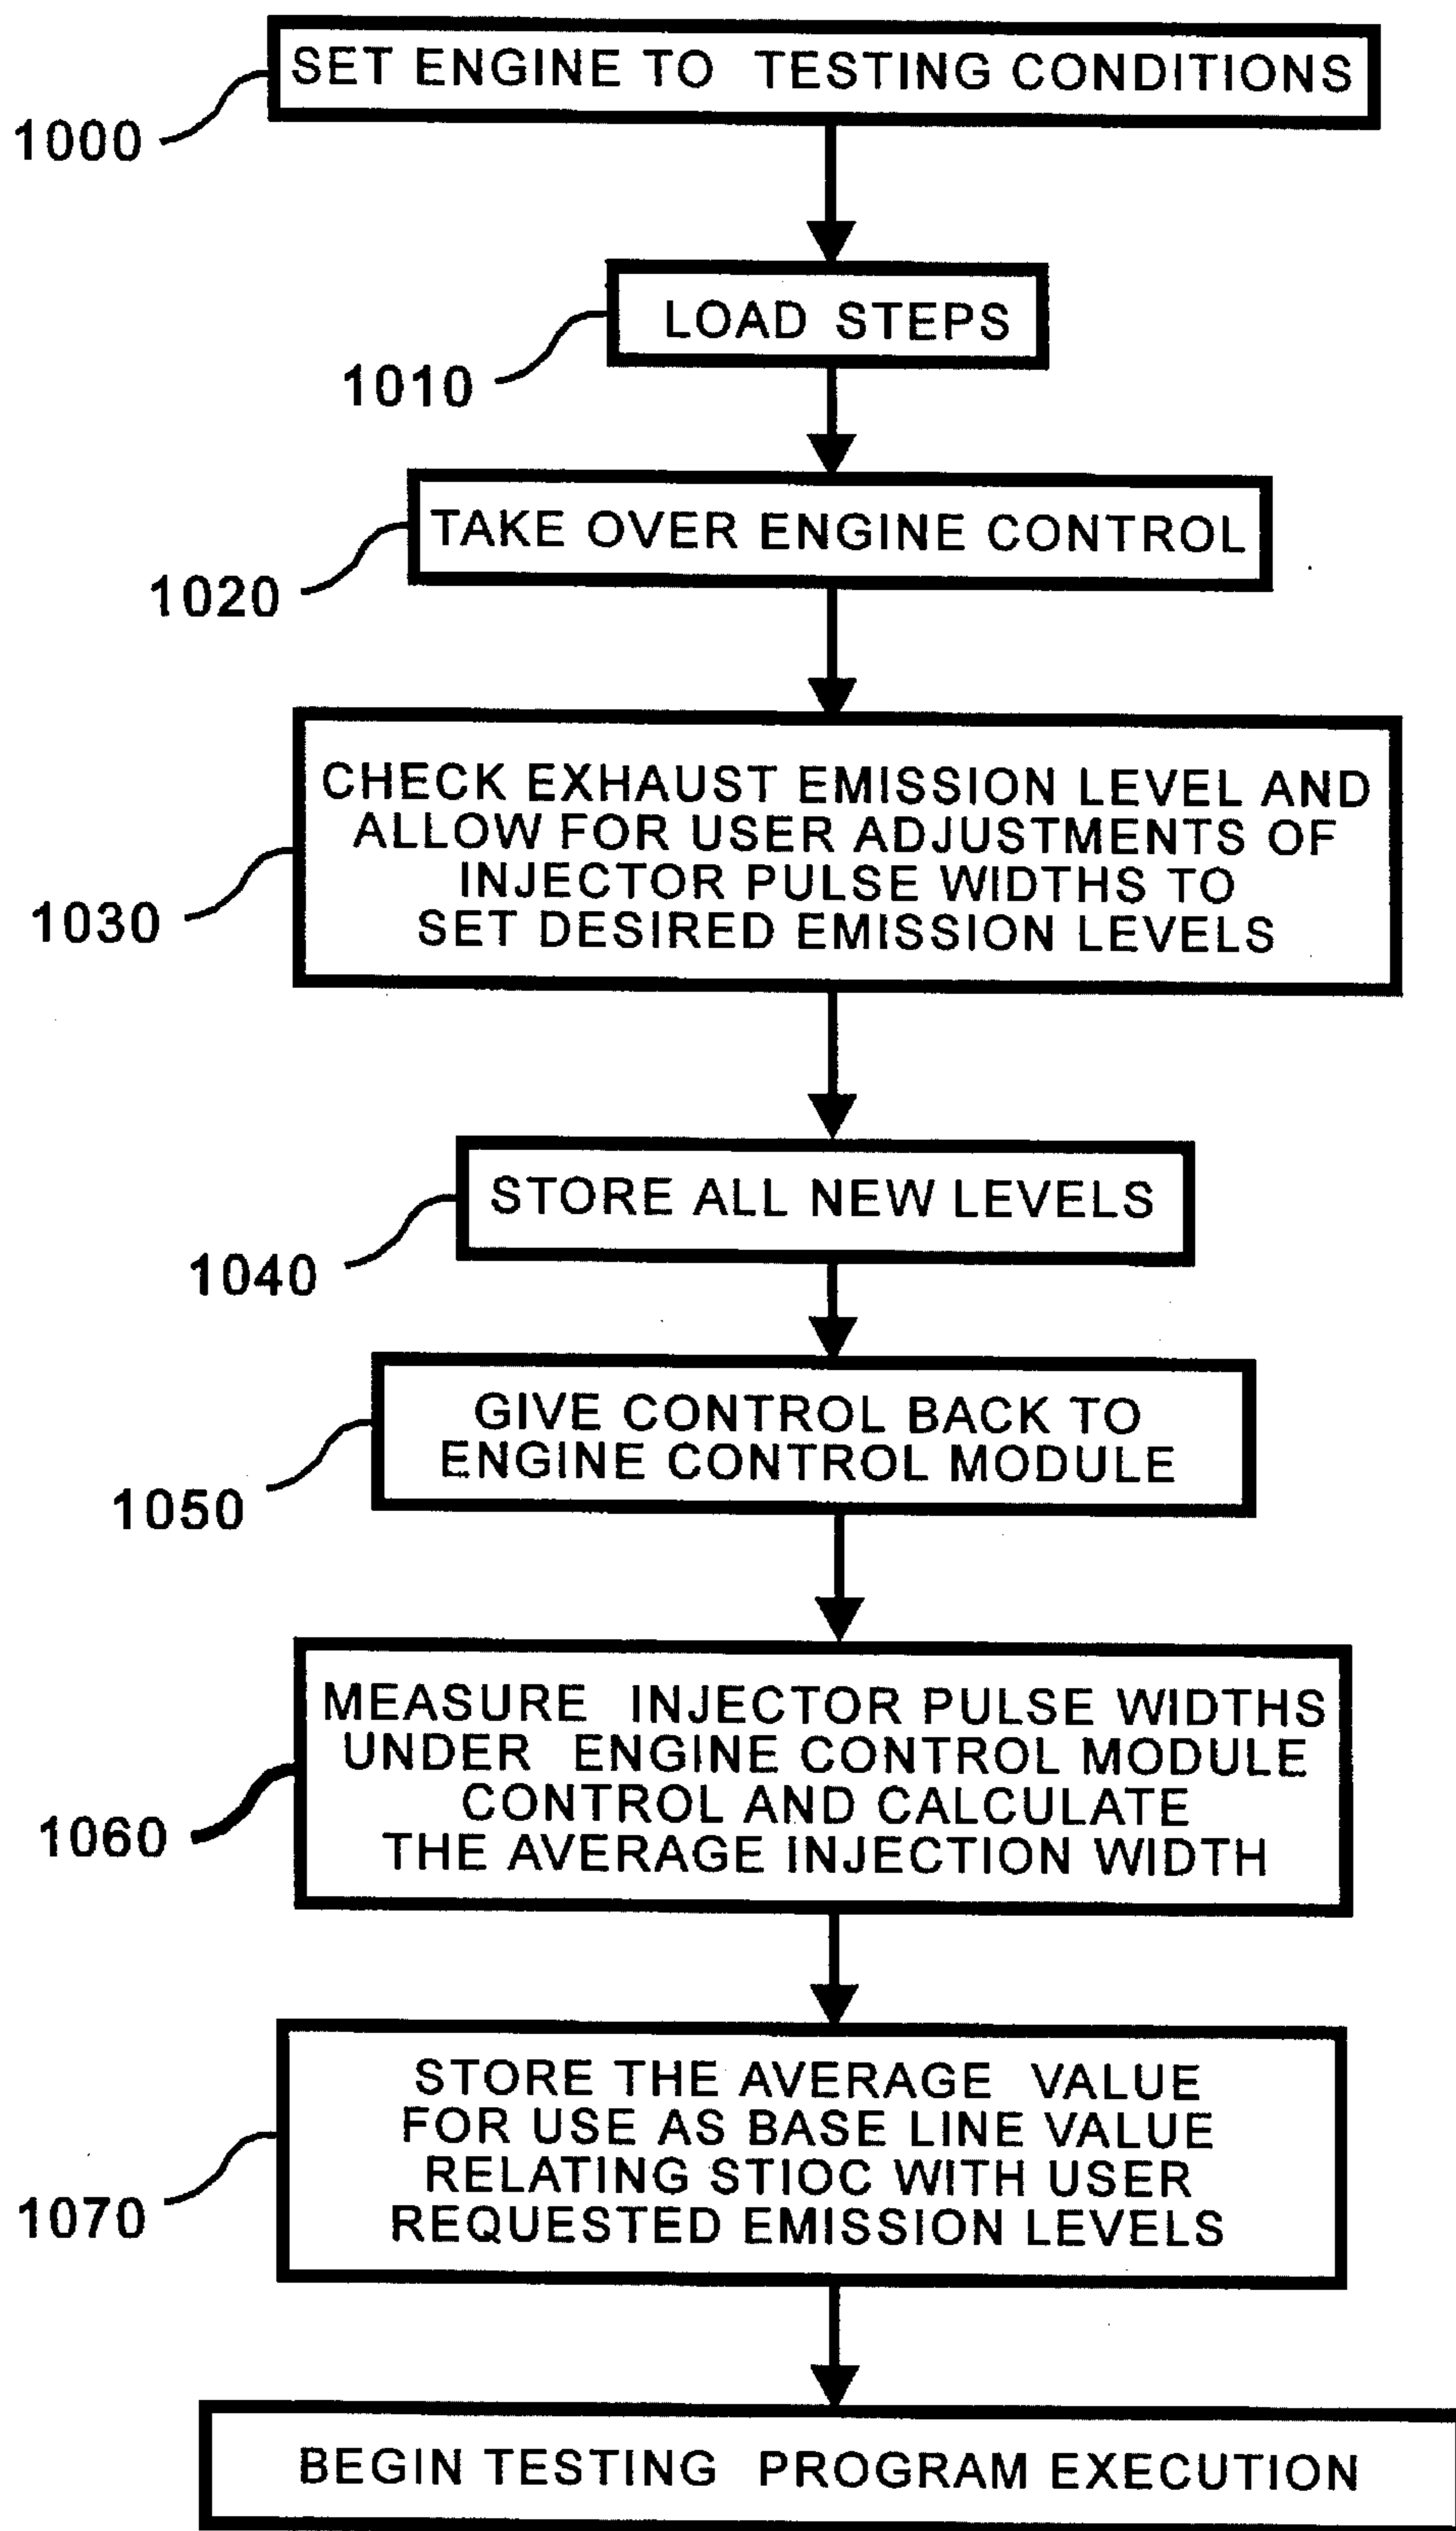 SET ENGINE TO TESTING CONDITIONS
1000
LOAD STEPS
1010
TAKE OVER ENGINE CONTROL
1020
CHECK EXHAUST EMISSION LEVEL AND
ALLOW FOR USER ADJUSTMENTS OF
INJECTOR PULSE WIDTHS TO
SET DESIRED EMISSION LEVELS
1030
STORE ALL NEW LEVELS
1040
GIVE CONTROL BACK TO
ENGINE CONTROL MODULE
1050
MEASURE INJECTOR PULSE WIDTHS
UNDER ENGINE CONTROL MODULE
CONTROL AND CALCULATE
THE AVERAGE INJECTION WIDTH
1060
STORE THE AVERAGE VALUE
FOR USE AS BASE LINE VALUE
RELATING STIOC WITH USER
REQUESTED EMISSION LEVELS
1070
BEGIN TESTING PROGRAM EXECUTION